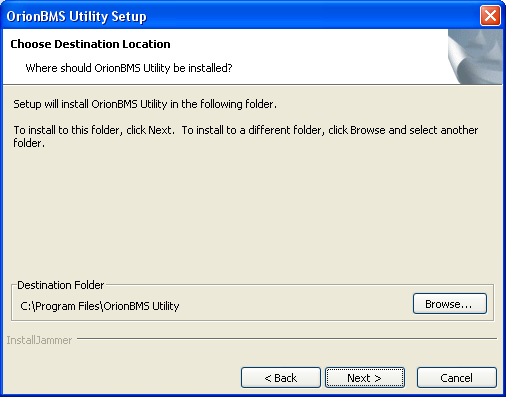 OrionBMS Utility Setup
Choose Destination Location
Where should OrionBMS Utility be installed?
Setup will install OrionBMS Utility in the following folder.
To install to this folder, click Next.  To install to a different folder, click Browse and select another
folder.
Destination Folder
C:\Program Files\OrionBMS Utility
Browse...
InstallJammer
< Back
Next >
Cancel